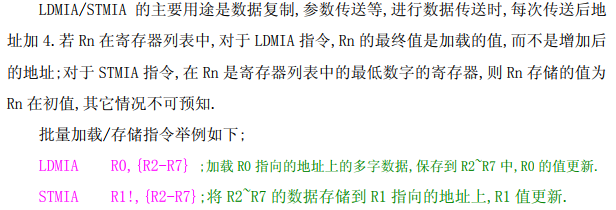 LDMIA/STMIA 的主要用途是数据复制,参数传送等,进行数据传送时,每次传送后地
址加 4.若 Rn 在寄存器列表中,对于 LDMIA 指令,Rn 的最终值是加载的值,而不是增加后
的地址;对于 STMIA 指令,在 Rn 是寄存器列表中的最低数字的寄存器,则 Rn 存储的值为
Rn 在初值,其它情况不可预知.
批量加载/存储指令举例如下;
LDMIA R0,{R2-R7} ;加载 R0 指向的地址上的多字数据,保存到 R2~R7 中,R0 的值更新.
STMIA R1!,{R2-R7};将 R2~R7 的数据存储到 R1 指向的地址上,R1 值更新.